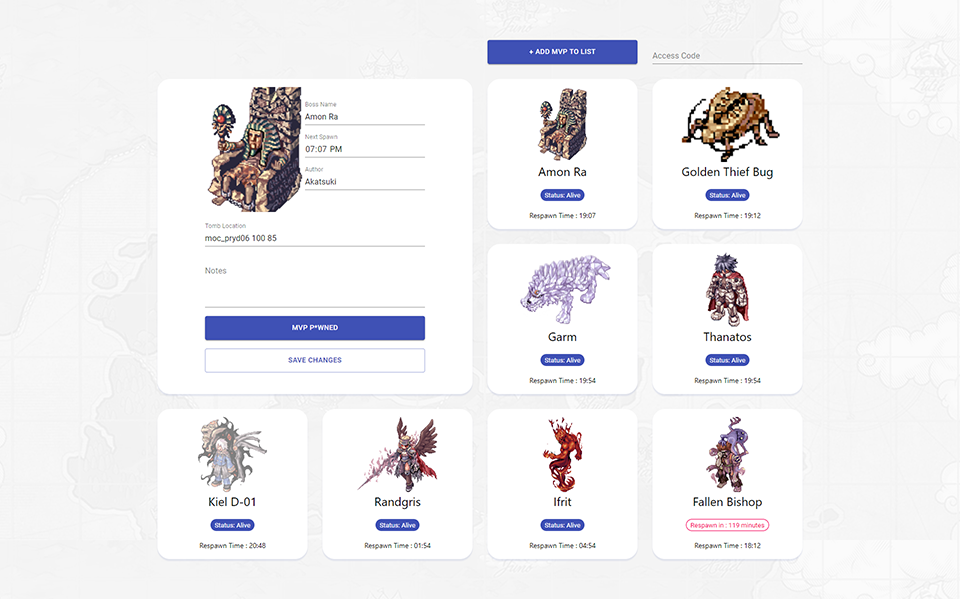 + ADD MVP TO LIST
Access Code
Boss Name
Amon Ra
Next Spawn
07:07 PM
Author
Akatsuki
Tomb Location
moc_pryd06 100 85
Notes
MVP P*WNED
SAVE CHANGES
Amon Ra
Status: Alive
Respawn Time : 19:07
Golden Thief Bug
Status: Alive
Respawn Time : 19:12
Garm
Status: Alive
Respawn Time : 19:54
Thanatos
Status: Alive
Respawn Time : 19:54
Kiel D-01
Status: Alive
Respawn Time : 20:48
Randgris
Status: Alive
Respawn Time : 01:54
Ifrit
Status: Alive
Respawn Time : 04:54
Fallen Bishop
Respawn in : 119 minutes
Respawn Time : 18:12